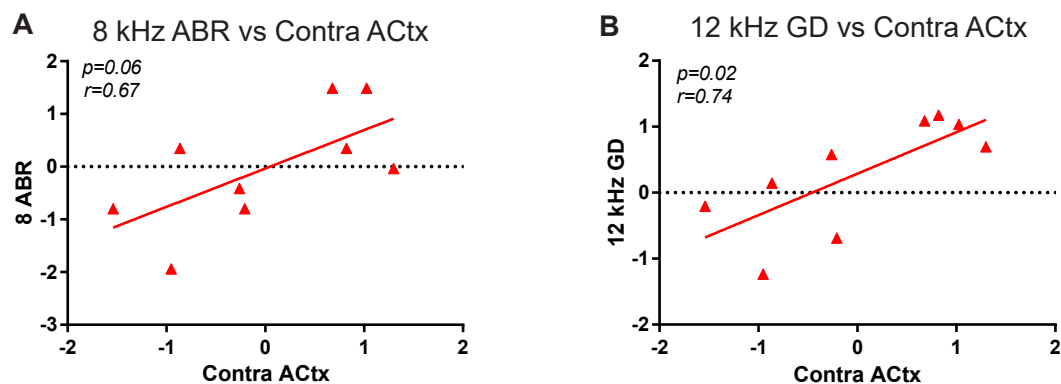 A
8 kHz ABR vs Contra ACtx
p=0.06
r=0.67
2
1
0
-1
-2
-3
8 ABR
-2
-1
0
1
2
Contra ACtx
B
12 kHz GD vs Contra ACtx
p=0.02
r=0.74
2
1
0
-1
-2
12 kHz GD
-2
-1
0
1
2
Contra ACtx